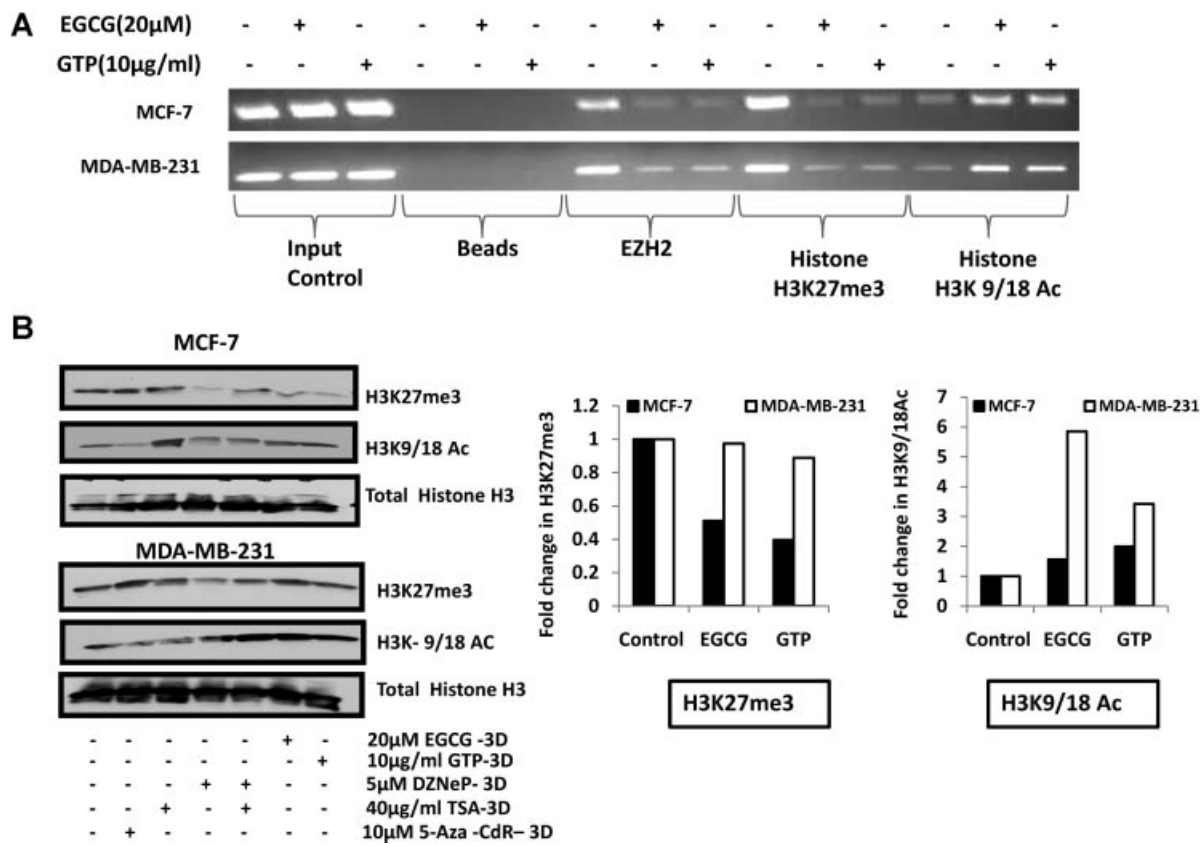 A
EGCG(20µM) - + - - + - - + - - + - - + -
GTP(10µg/ml) - - + - - + - - + - - + - - +
MCF-7
MDA-MB-231
Input Control
Beads
EZH2
Histone H3K27me3
Histone H3K 9/18 Ac
B
MCF-7
H3K27me3
H3K9/18 Ac
Total Histone H3
MDA-MB-231
H3K27me3
H3K- 9/18 AC
Total Histone H3
- - - - - + - 20µM EGCG -3D
- - - - - - + 10µg/ml GTP-3D
- - - + + - - 5µM DZNeP- 3D
- - + - + - - 40µg/ml TSA-3D
- + - - - - - 10µM 5-Aza -CdR– 3D
Fold change in H3K27me3
1.2
1
0.8
0.6
0.4
0.2
0
MCF-7 MDA-MB-231
Control EGCG GTP
H3K27me3
Fold change in H3K9/18Ac
7
6
5
4
3
2
1
0
MCF-7 MDA-MB-231
Control EGCG GTP
H3K9/18 Ac